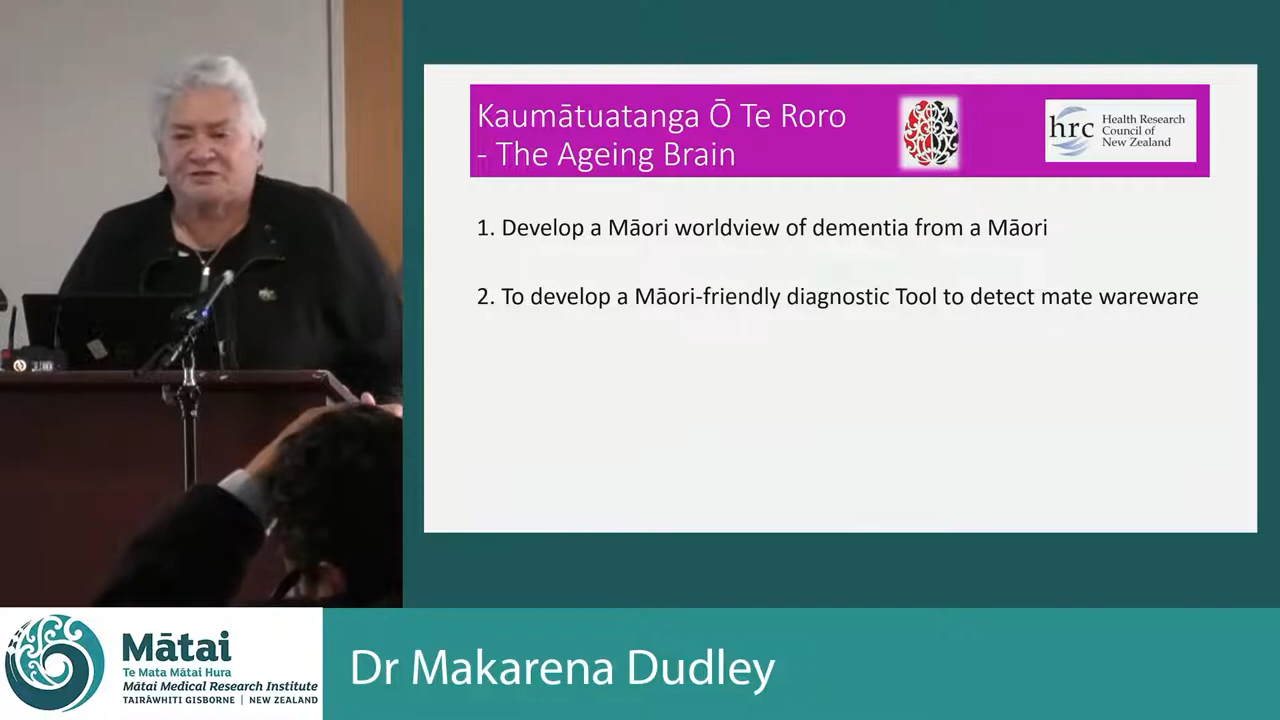 Kaumātuatanga Ō Te Roro
- The Ageing Brain
hrc
Health Research
Council of
New Zealand
1. Develop a Māori worldview of dementia from a Māori
2. To develop a Māori-friendly diagnostic Tool to detect mate wareware
Mātai
Te Mata Mātai Hura
Mātai Medical Research Institute
TAIRĀWHITI GISBORNE | NEW ZEALAND
Dr Makarena Dudley